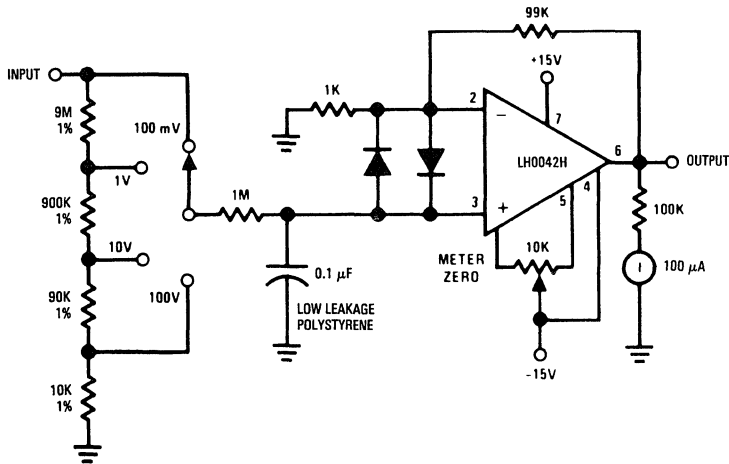 99K
+15V
INPUT
1K
9M
1%
100 mV
2
7
−
6
LH0042H
OUTPUT
1V
4
900K
1%
1M
3
+
5
100K
10V
METER
ZERO
10K
100 μA
0.1 μF
90K
1%
100V
LOW LEAKAGE
POLYSTYRENE
-15V
10K
1%